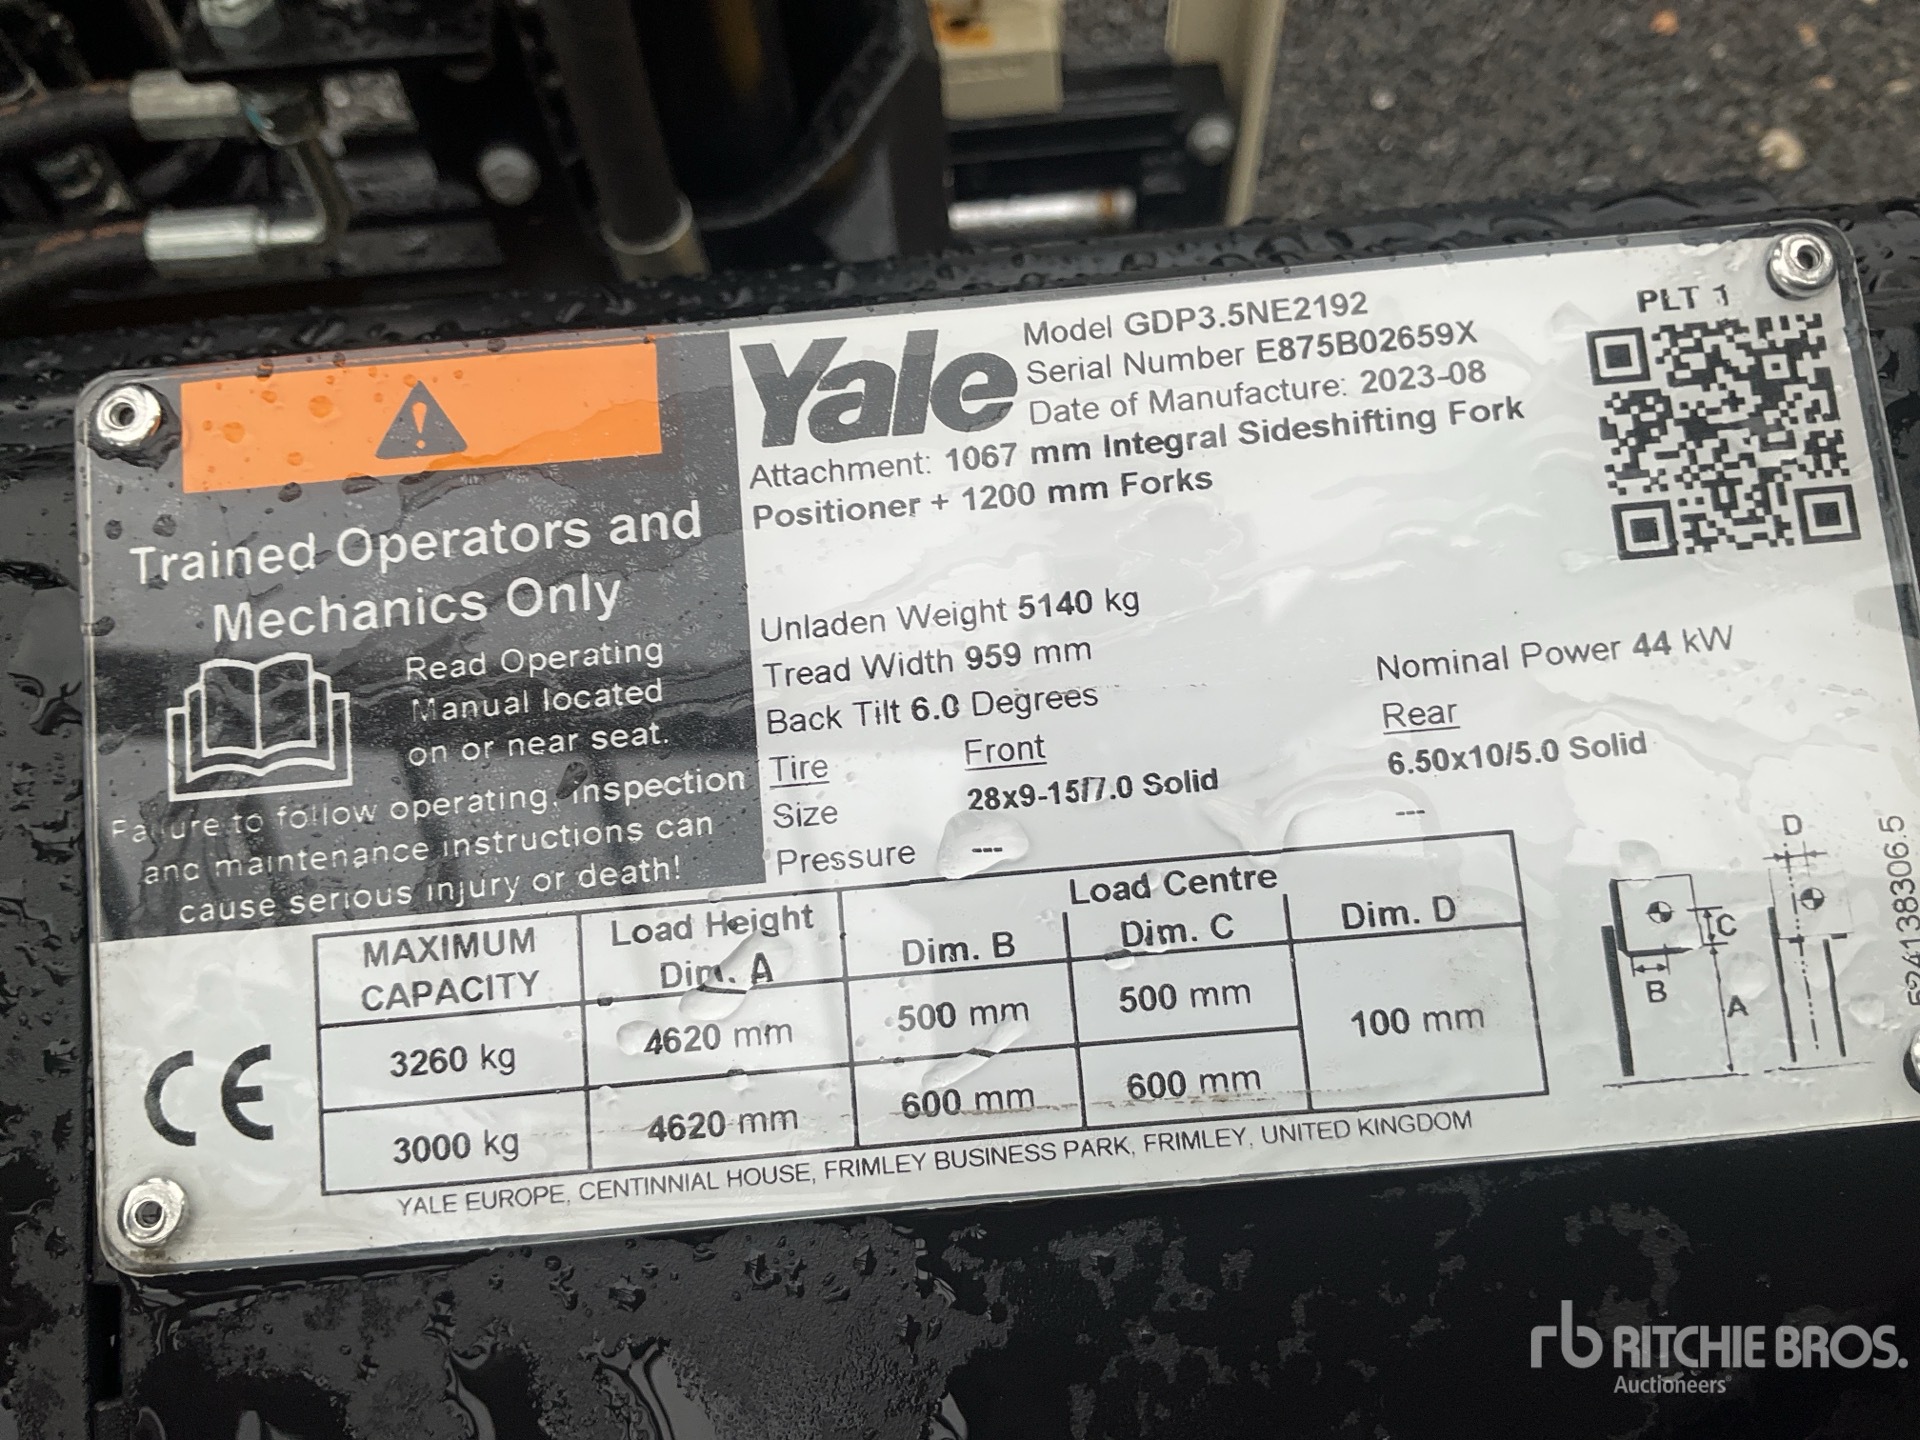 Yale
Model GDP3.5NE2192
Serial Number E875B02659X
Date of Manufacture: 2023-08
Attachment: 1067 mm Integral Sideshifting Fork
Positioner + 1200 mm Forks
PLT 1
Trained Operators and
Mechanics Only
Read Operating
Manual located
on or near seat.
Failure to follow operating, inspection
and maintenance instructions can
cause serious injury or death!
Unladen Weight 5140 kg
Tread Width 959 mm
Nominal Power 44 kW
Back Tilt 6.0 Degrees
Tire Front Rear
Size 28x9-15/7.0 Solid 6.50x10/5.0 Solid
Pressure --- ---
MAXIMUM CAPACITY Load Height Dim. A Load Centre
Dim. B Dim. C Dim. D
3260 kg 4620 mm 500 mm 500 mm 100 mm
3000 kg 4620 mm 600 mm 600 mm
CE
YALE EUROPE, CENTINNIAL HOUSE, FRIMLEY BUSINESS PARK, FRIMLEY, UNITED KINGDOM
D
C
B
A
524138306.5
rb RITCHIE BROS.
Auctioneers